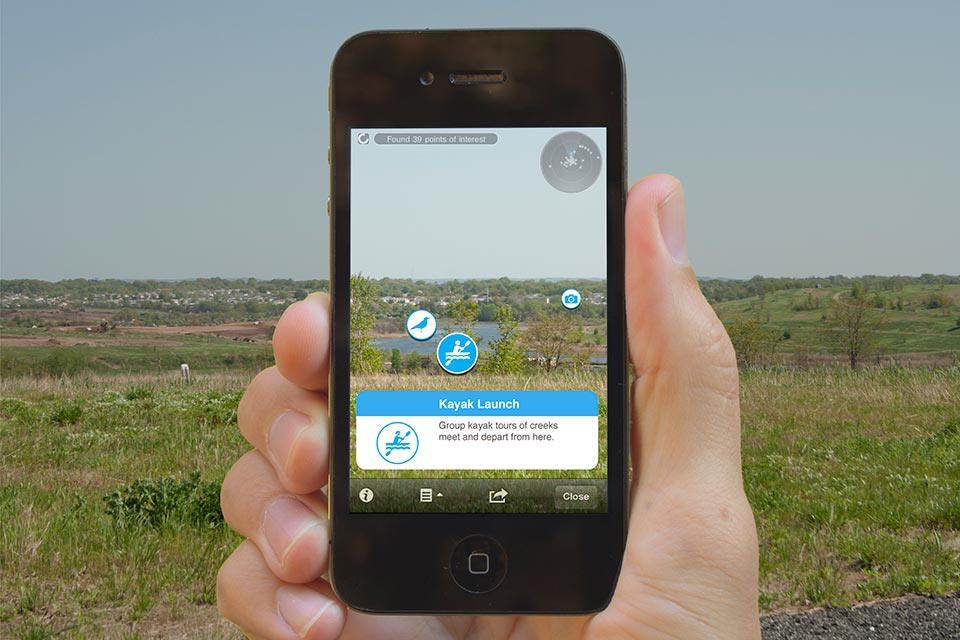 Found 39 points of interest
Kayak Launch
Group kayak tours of creeks
meet and depart from here.
Close